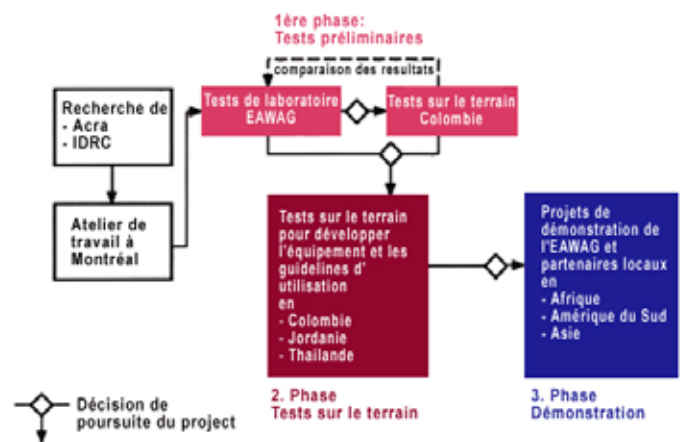 1ère phase:
Tests préliminaires
comparaison des resultats
Recherche de
- Acra
- IDRC
Atelier de
travail à
Montréal
Tests de laboratoire
EAWAG
Tests sur le terrain
Colombie
Tests sur le terrain
pour développer
l'équipement et les
guidelines d'
utilisation
en
- Colombie
- Jordanie
- Thailande
Projets de
démonstration de
l'EAWAG et
partenaires locaux
en
- Afrique
- Amérique du Sud
- Asie
2. Phase
Tests sur le terrain
3. Phase
Démonstration
Décision de
poursuite du project